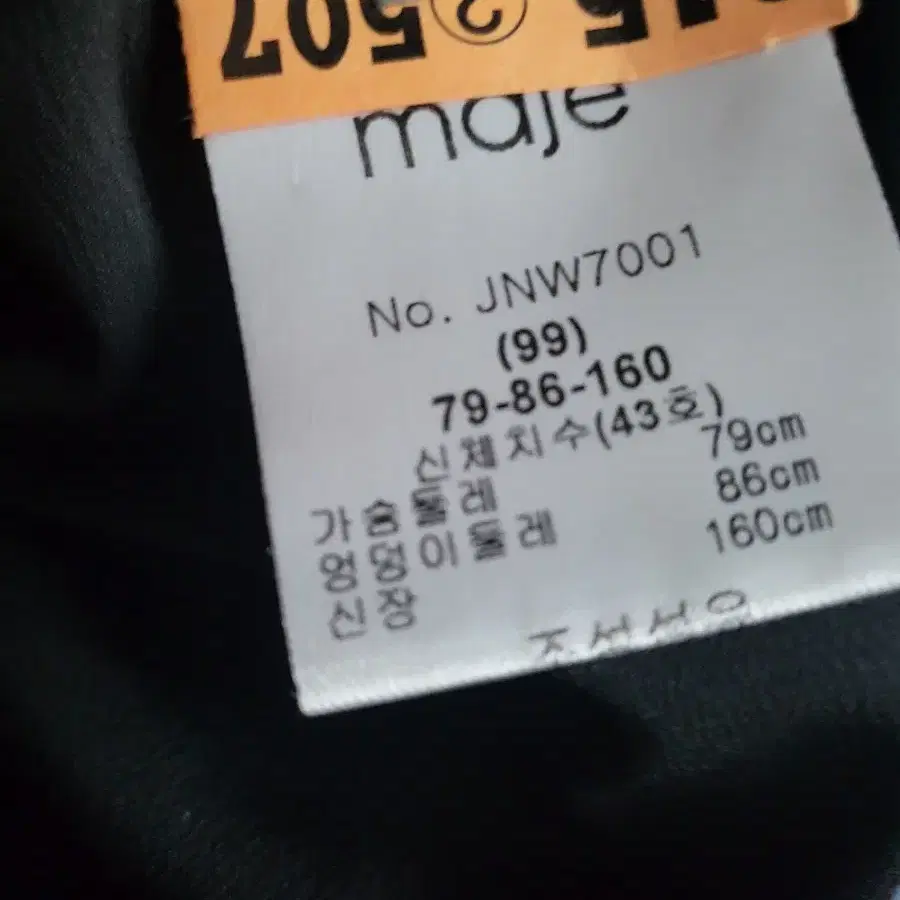 maje
No. JNW7001
(99)
79-86-160
신체치수(43호)
가슴둘레 79cm
엉덩이둘레 86cm
신장 160cm